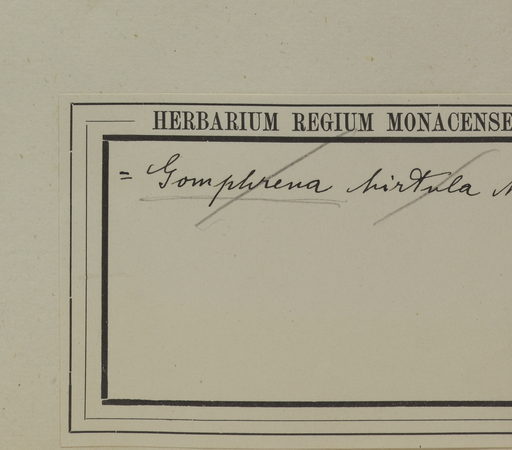 HERBARIUM REGIUM MONACENSE
= Gomphrena hirtula